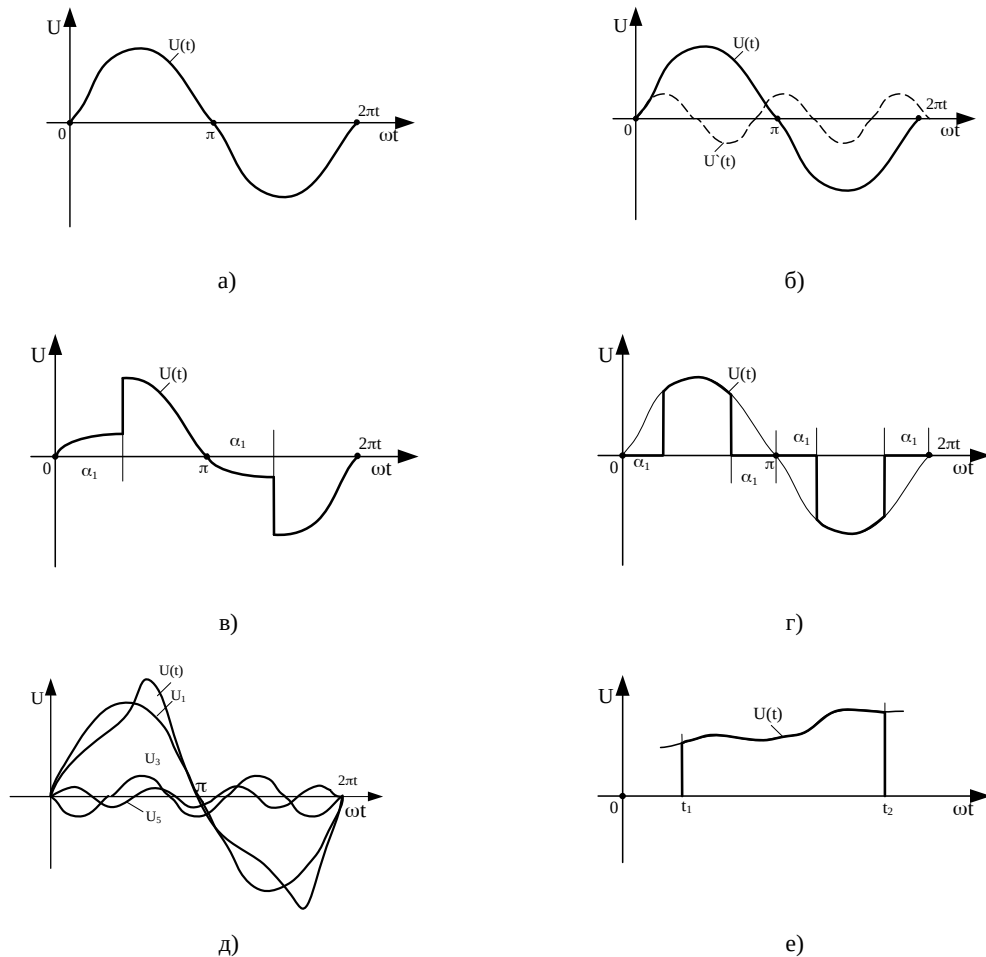 U
U(t)
2πt
0
π
ωt
а)
U
U(t)
2πt
0
π
ωt
U`(t)
б)
U
U(t)
α1
2πt
0
α1
π
ωt
в)
U
U(t)
α1
α1
2πt
0
α1
π
α1
ωt
г)
U(t)
U
U1
U3
π
2πt
U5
ωt
д)
U
U(t)
0
t1
t2
ωt
е)